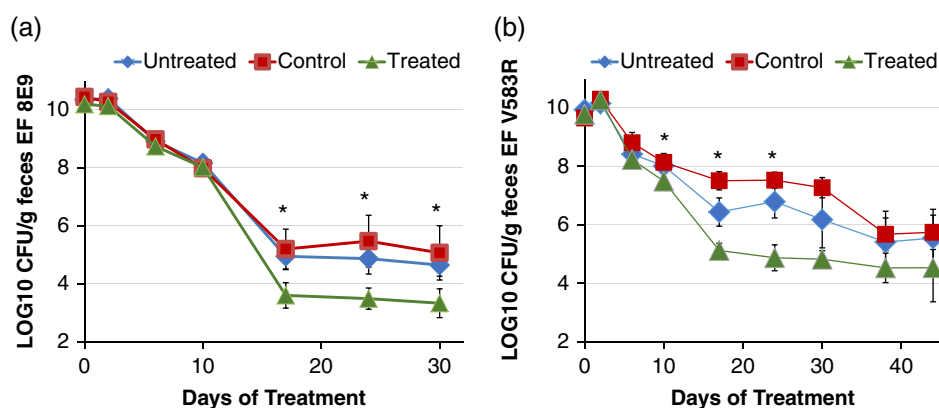 (a)
Untreated Control Treated
LOG10 CFU/g feces EF 8E9
10
8
6
4
2
* * *
0 10 20 30
Days of Treatment
(b)
Untreated Control Treated
LOG10 CFU/g feces EF V583R
10
8
6
4
2
* * *
0 10 20 30 40
Days of Treatment